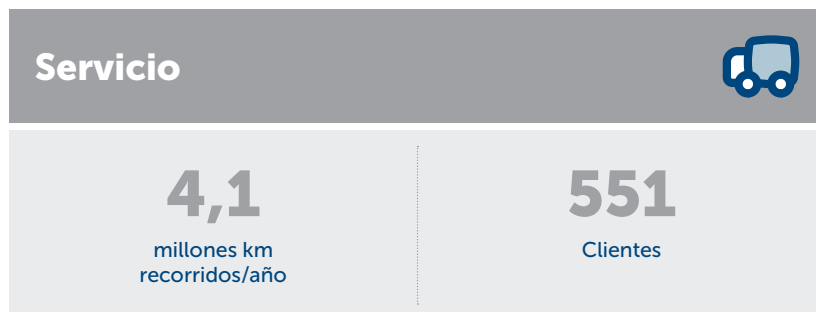 Servicio
4,1
millones km
recorridos/año
551
Clientes